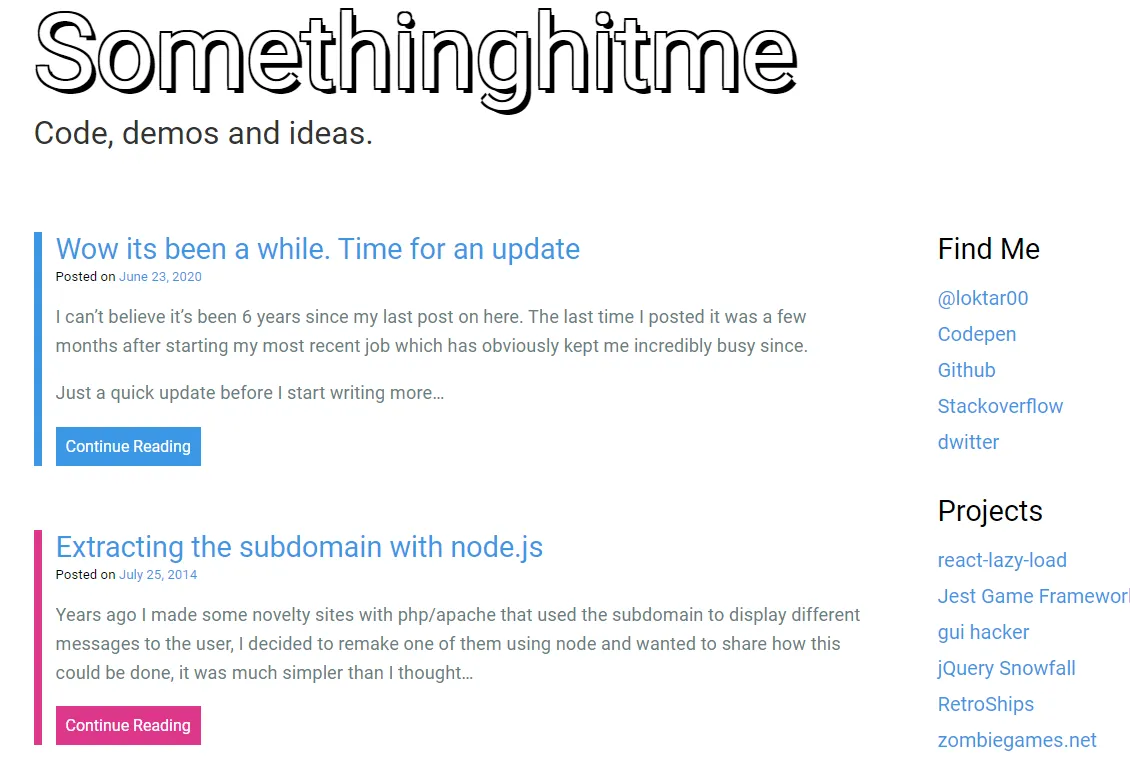 Somethinghitme
Code, demos and ideas.
Wow its been a while. Time for an update
Posted on June 23, 2020
I can’t believe it’s been 6 years since my last post on here. The last time I posted it was a few
months after starting my most recent job which has obviously kept me incredibly busy since.
Just a quick update before I start writing more…
Continue Reading
Extracting the subdomain with node.js
Posted on July 25, 2014
Years ago I made some novelty sites with php/apache that used the subdomain to display different
messages to the user, I decided to remake one of them using node and wanted to share how this
could be done, it was much simpler than I thought…
Continue Reading
Find Me
@loktar00
Codepen
Github
Stackoverflow
dwitter
Projects
react-lazy-load
Jest Game Framework
gui hacker
jQuery Snowfall
RetroShips
zombiegames.net